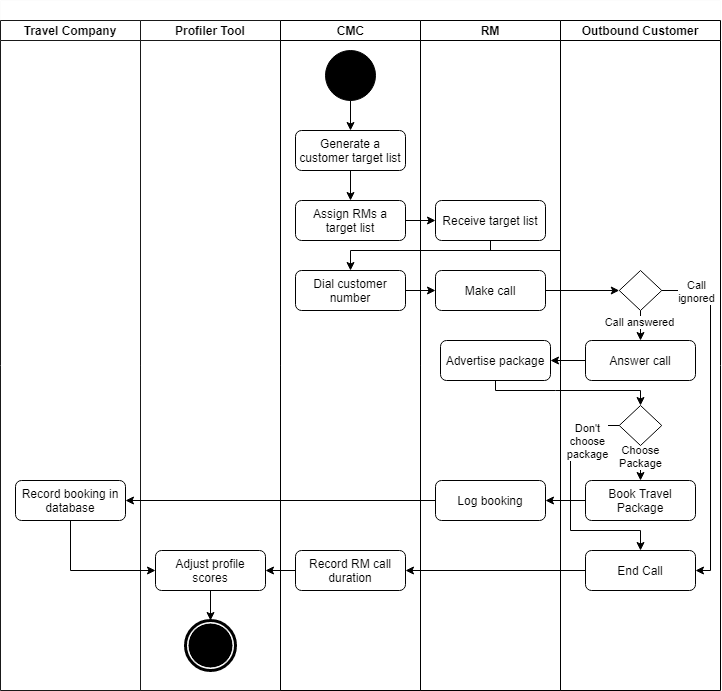 Travel Company
Profiler Tool
CMC
RM
Outbound Customer
Generate a
customer target list
Assign RMs a
target list
Receive target list
Dial customer
number
Make call
Call
ignored
Call answered
Advertise package
Answer call
Don't
choose
package
Choose
Package
Record booking in
database
Log booking
Book Travel
Package
Adjust profile
scores
Record RM call
duration
End Call